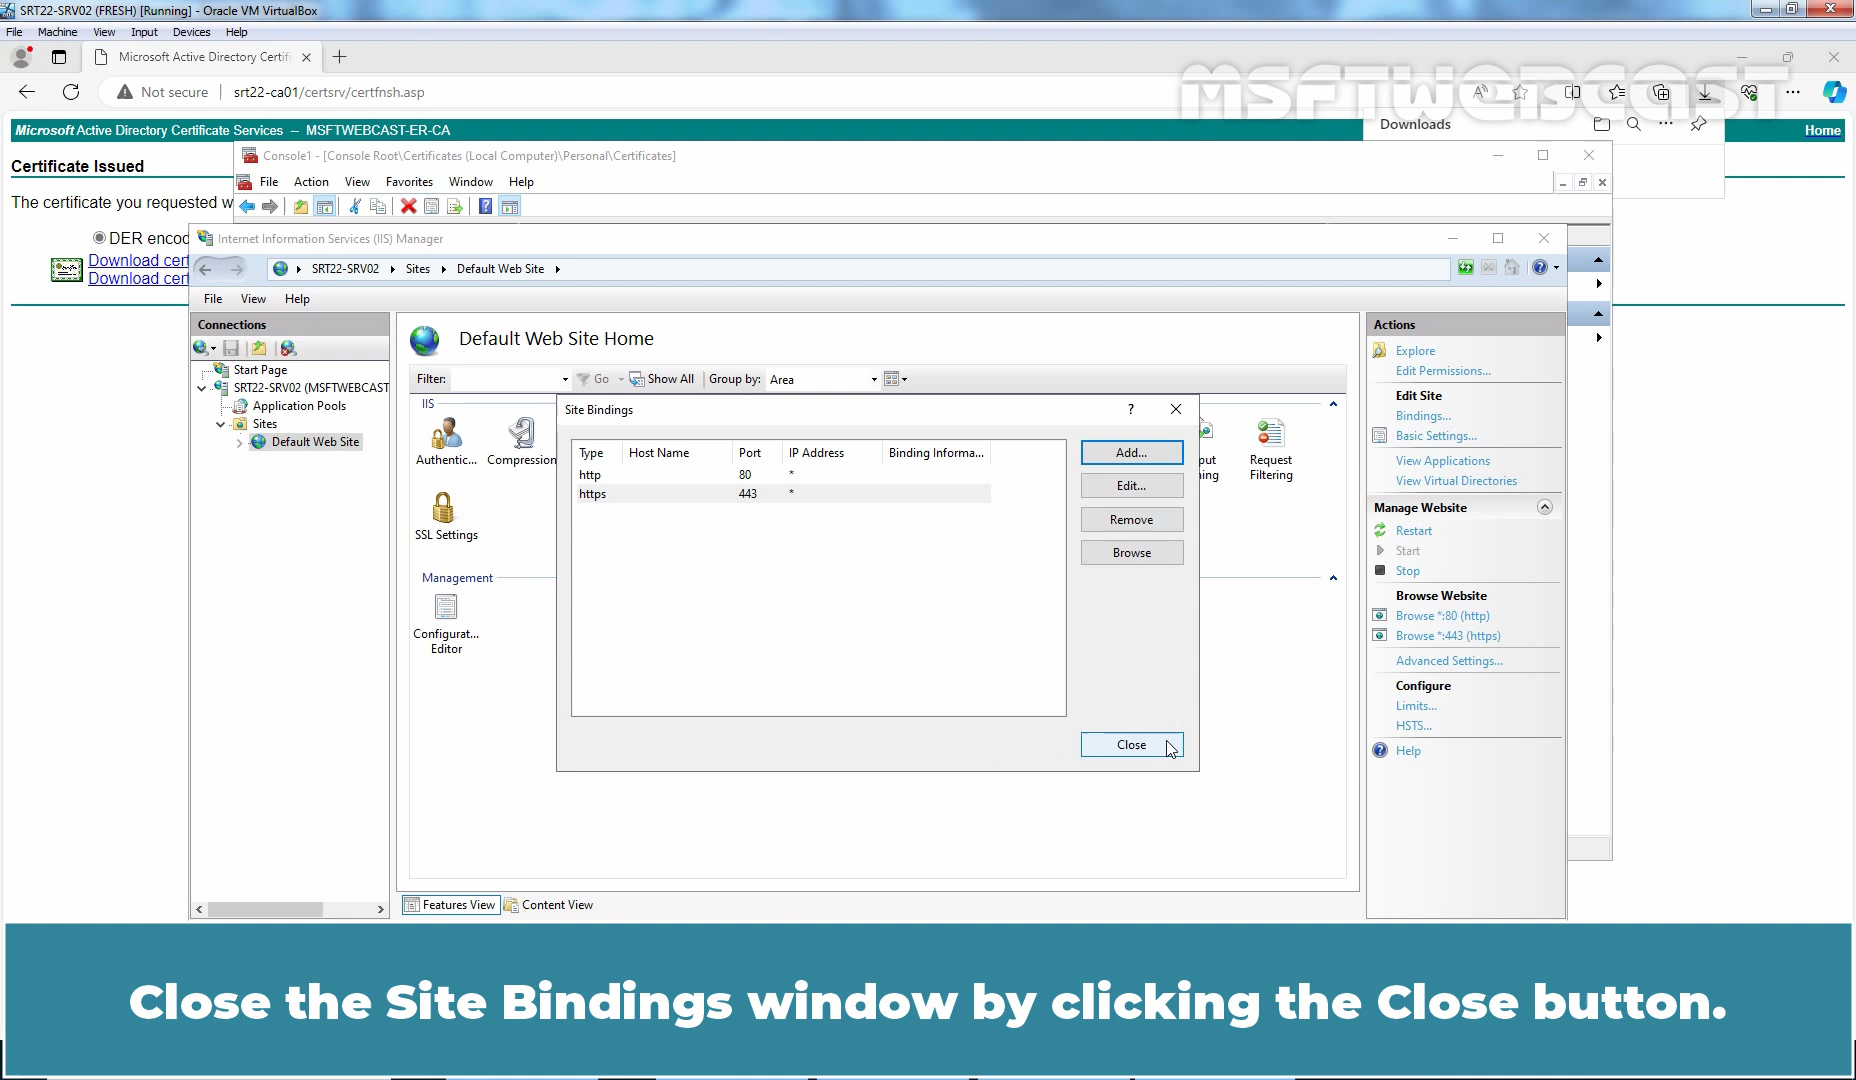 SRT22-SRV02 (FRESH) [Running] - Oracle VM VirtualBox
File Machine View Input Devices Help
Microsoft Active Directory Certifi
Not secure srt22-ca01/certsrv/certfnsh.asp
MSFTWEBCAST
Downloads
Microsoft Active Directory Certificate Services -- MSFTWEBCAST-ER-CA
Home
Certificate Issued
The certificate you requested w
DER encod
Download cert
Download cert
Console1 - [Console Root\Certificates (Local Computer)\Personal\Certificates]
File Action View Favorites Window Help
Internet Information Services (IIS) Manager
SRT22-SRV02 Sites Default Web Site
File View Help
Connections
Start Page
SRT22-SRV02 (MSFTWEBCAST
Application Pools
Sites
Default Web Site
Default Web Site Home
Filter: Go Show All Group by: Area
IIS
Authentic... Compression
Request
Filtering
put
ning
SSL Settings
Management
Configurat...
Editor
Features View Content View
Site Bindings ?
Type Host Name Port IP Address Binding Informa...
http 80 *
https 443 *
Add...
Edit...
Remove
Browse
Close
Actions
Explore
Edit Permissions...
Edit Site
Bindings...
Basic Settings...
View Applications
View Virtual Directories
Manage Website
Restart
Start
Stop
Browse Website
Browse *:80 (http)
Browse *:443 (https)
Advanced Settings...
Configure
Limits...
HSTS...
Help
Close the Site Bindings window by clicking the Close button.